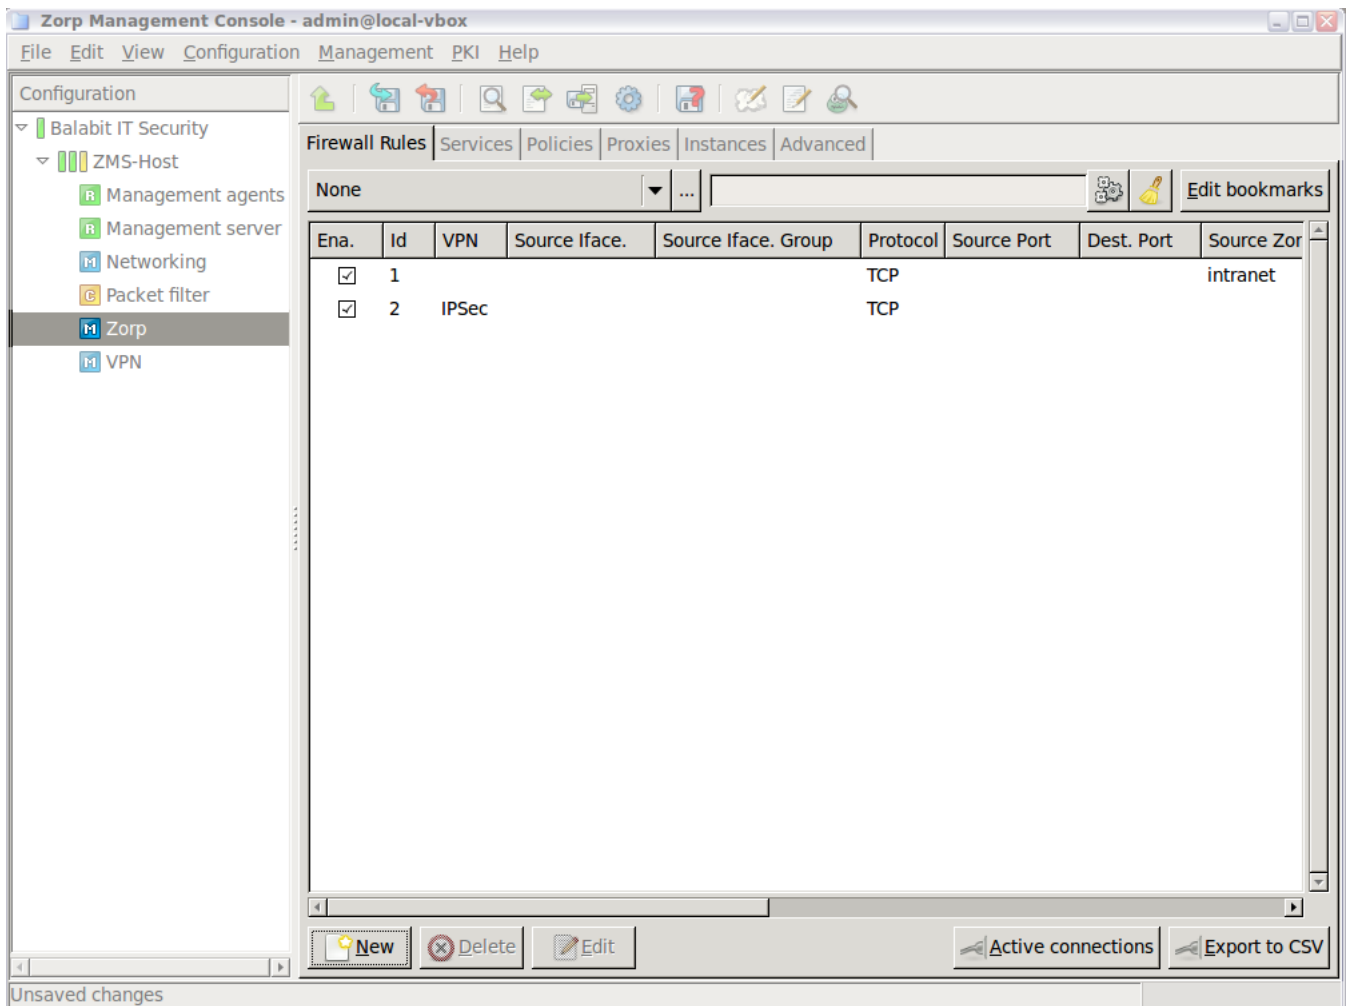 Zorp Management Console - admin@local-vbox
File Edit View Configuration Management PKI Help
Configuration
Balabit IT Security
ZMS-Host
Management agents
Management server
Networking
Packet filter
Zorp
VPN
Firewall Rules Services Policies Proxies Instances Advanced
None ... Edit bookmarks
Ena. Id VPN Source Iface. Source Iface. Group Protocol Source Port Dest. Port Source Zor
1 TCP intranet
2 IPSec TCP
New Delete Edit Active connections Export to CSV
Unsaved changes